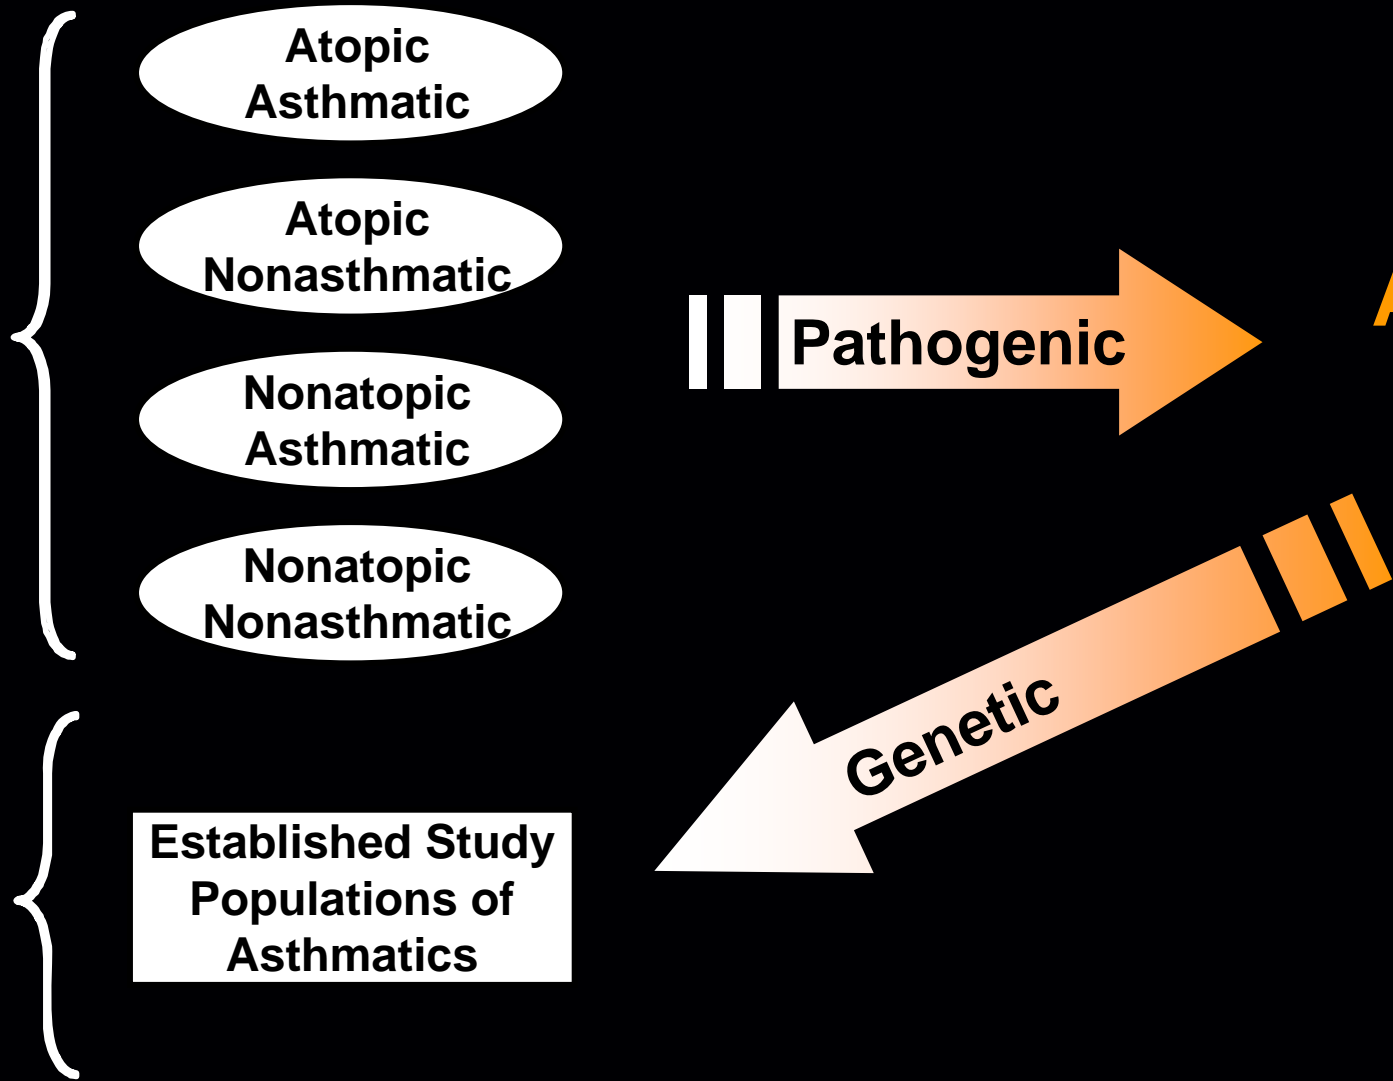 Atopic
Asthmatic
Atopic
Nonasthmatic
Nonatopic
Asthmatic
Nonatopic
Nonasthmatic
Pathogenic
Genetic
Established Study
Populations of
Asthmatics